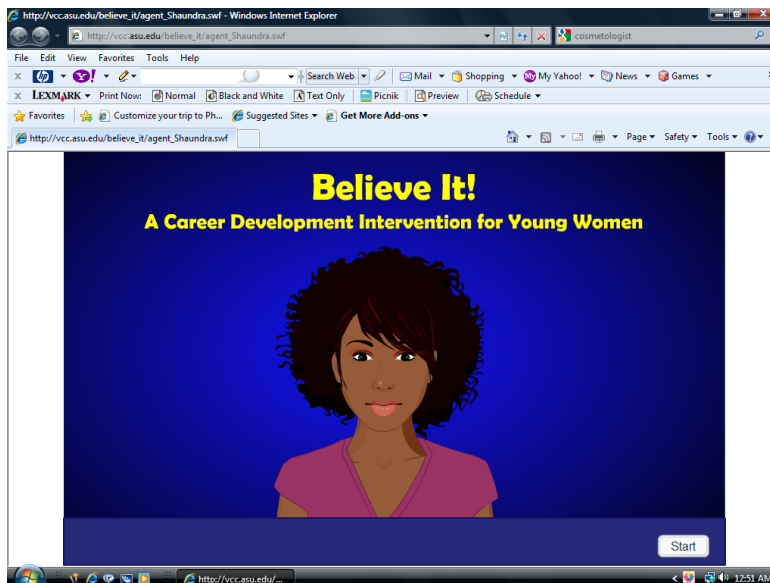 http://vcc.asu.edu/believe_it/agent_Shaundra.swf - Windows Internet Explorer
http://vcc.asu.edu/believe_it/agent_Shaundra.swf cosmetologist
File Edit View Favorites Tools Help
x hp Y! Search Web Mail Shopping My Yahoo! News Games
x LEXMARK Print Now: Normal Black and White Text Only Picnik Preview Schedule
Favorites Customize your trip to Ph... Suggested Sites Get More Add-ons
http://vcc.asu.edu/believe_it/agent_Shaundra.swf Page Safety Tools
Believe It!
A Career Development Intervention for Young Women
Start
http://vcc.asu.edu/... 12:51 AM